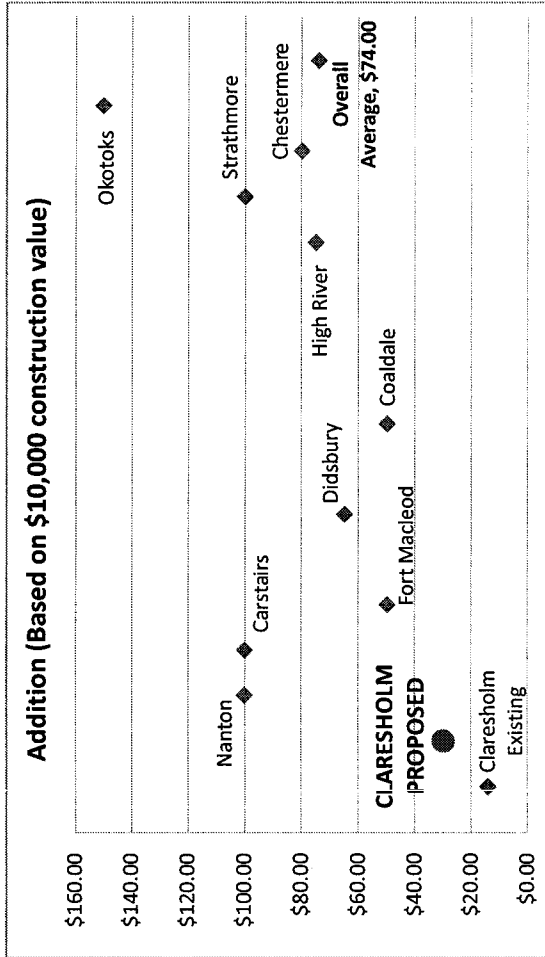 Addition (Based on $10,000 construction value)
$160.00
$140.00
$120.00
$100.00
$80.00
$60.00
$40.00
$20.00
$0.00
Okotoks
Strathmore
Chestermere
Overall
Average, $74.00
High River
Coaldale
Didsbury
Fort Macleod
Carstairs
Nanton
CLARESHOLM
PROPOSED
Claresholm
Existing